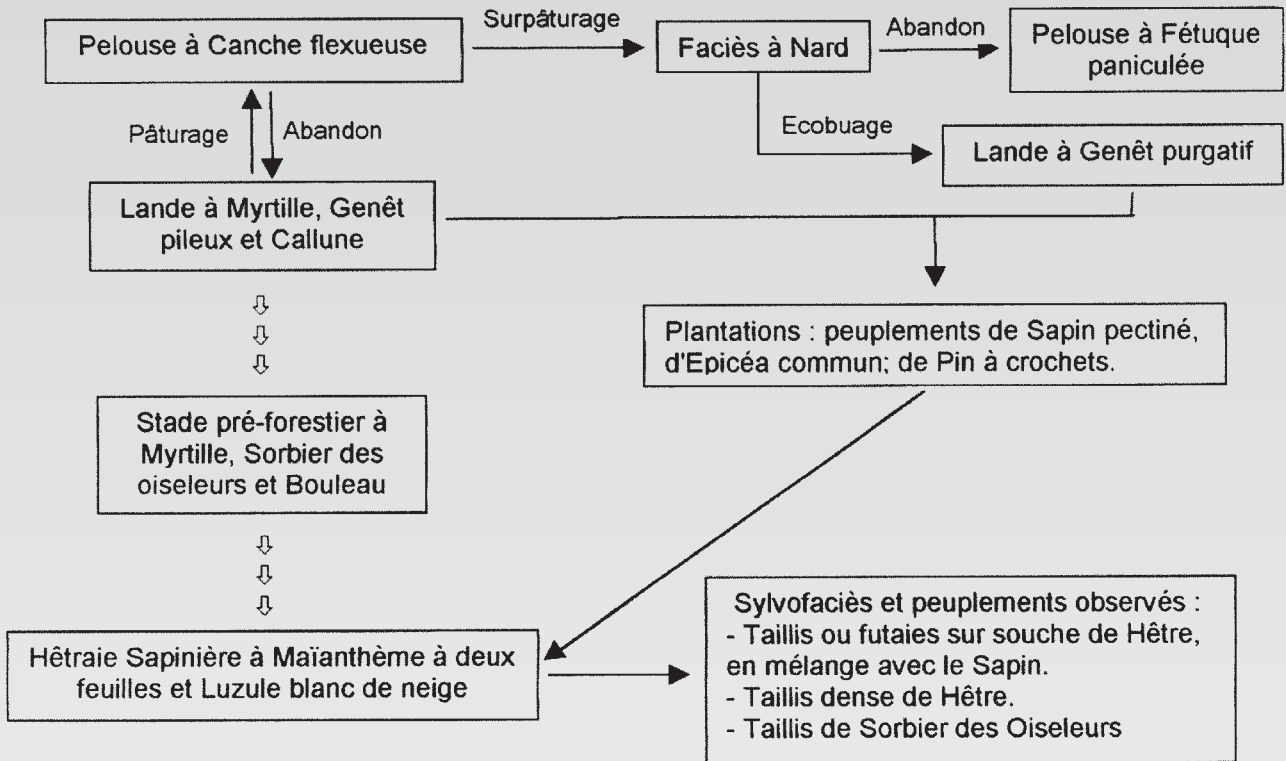 Pelouse à Canche flexueuse
Surpâturage
Faciès à Nard
Abandon
Pelouse à Fétuque
paniculée
Pâturage
Abandon
Ecobuage
Lande à Genêt purgatif
Lande à Myrtille, Genêt
pileux et Callune
Plantations : peuplements de Sapin pectiné,
d'Epicéa commun; de Pin à crochets.
Stade pré-forestier à
Myrtille, Sorbier des
oiseleurs et Bouleau
Hêtraie Sapinière à Maïanthème à deux
feuilles et Luzule blanc de neige
Sylvofaciès et peuplements observés :
- Taillis ou futaies sur souche de Hêtre,
en mélange avec le Sapin.
- Taillis dense de Hêtre.
- Taillis de Sorbier des Oiseleurs